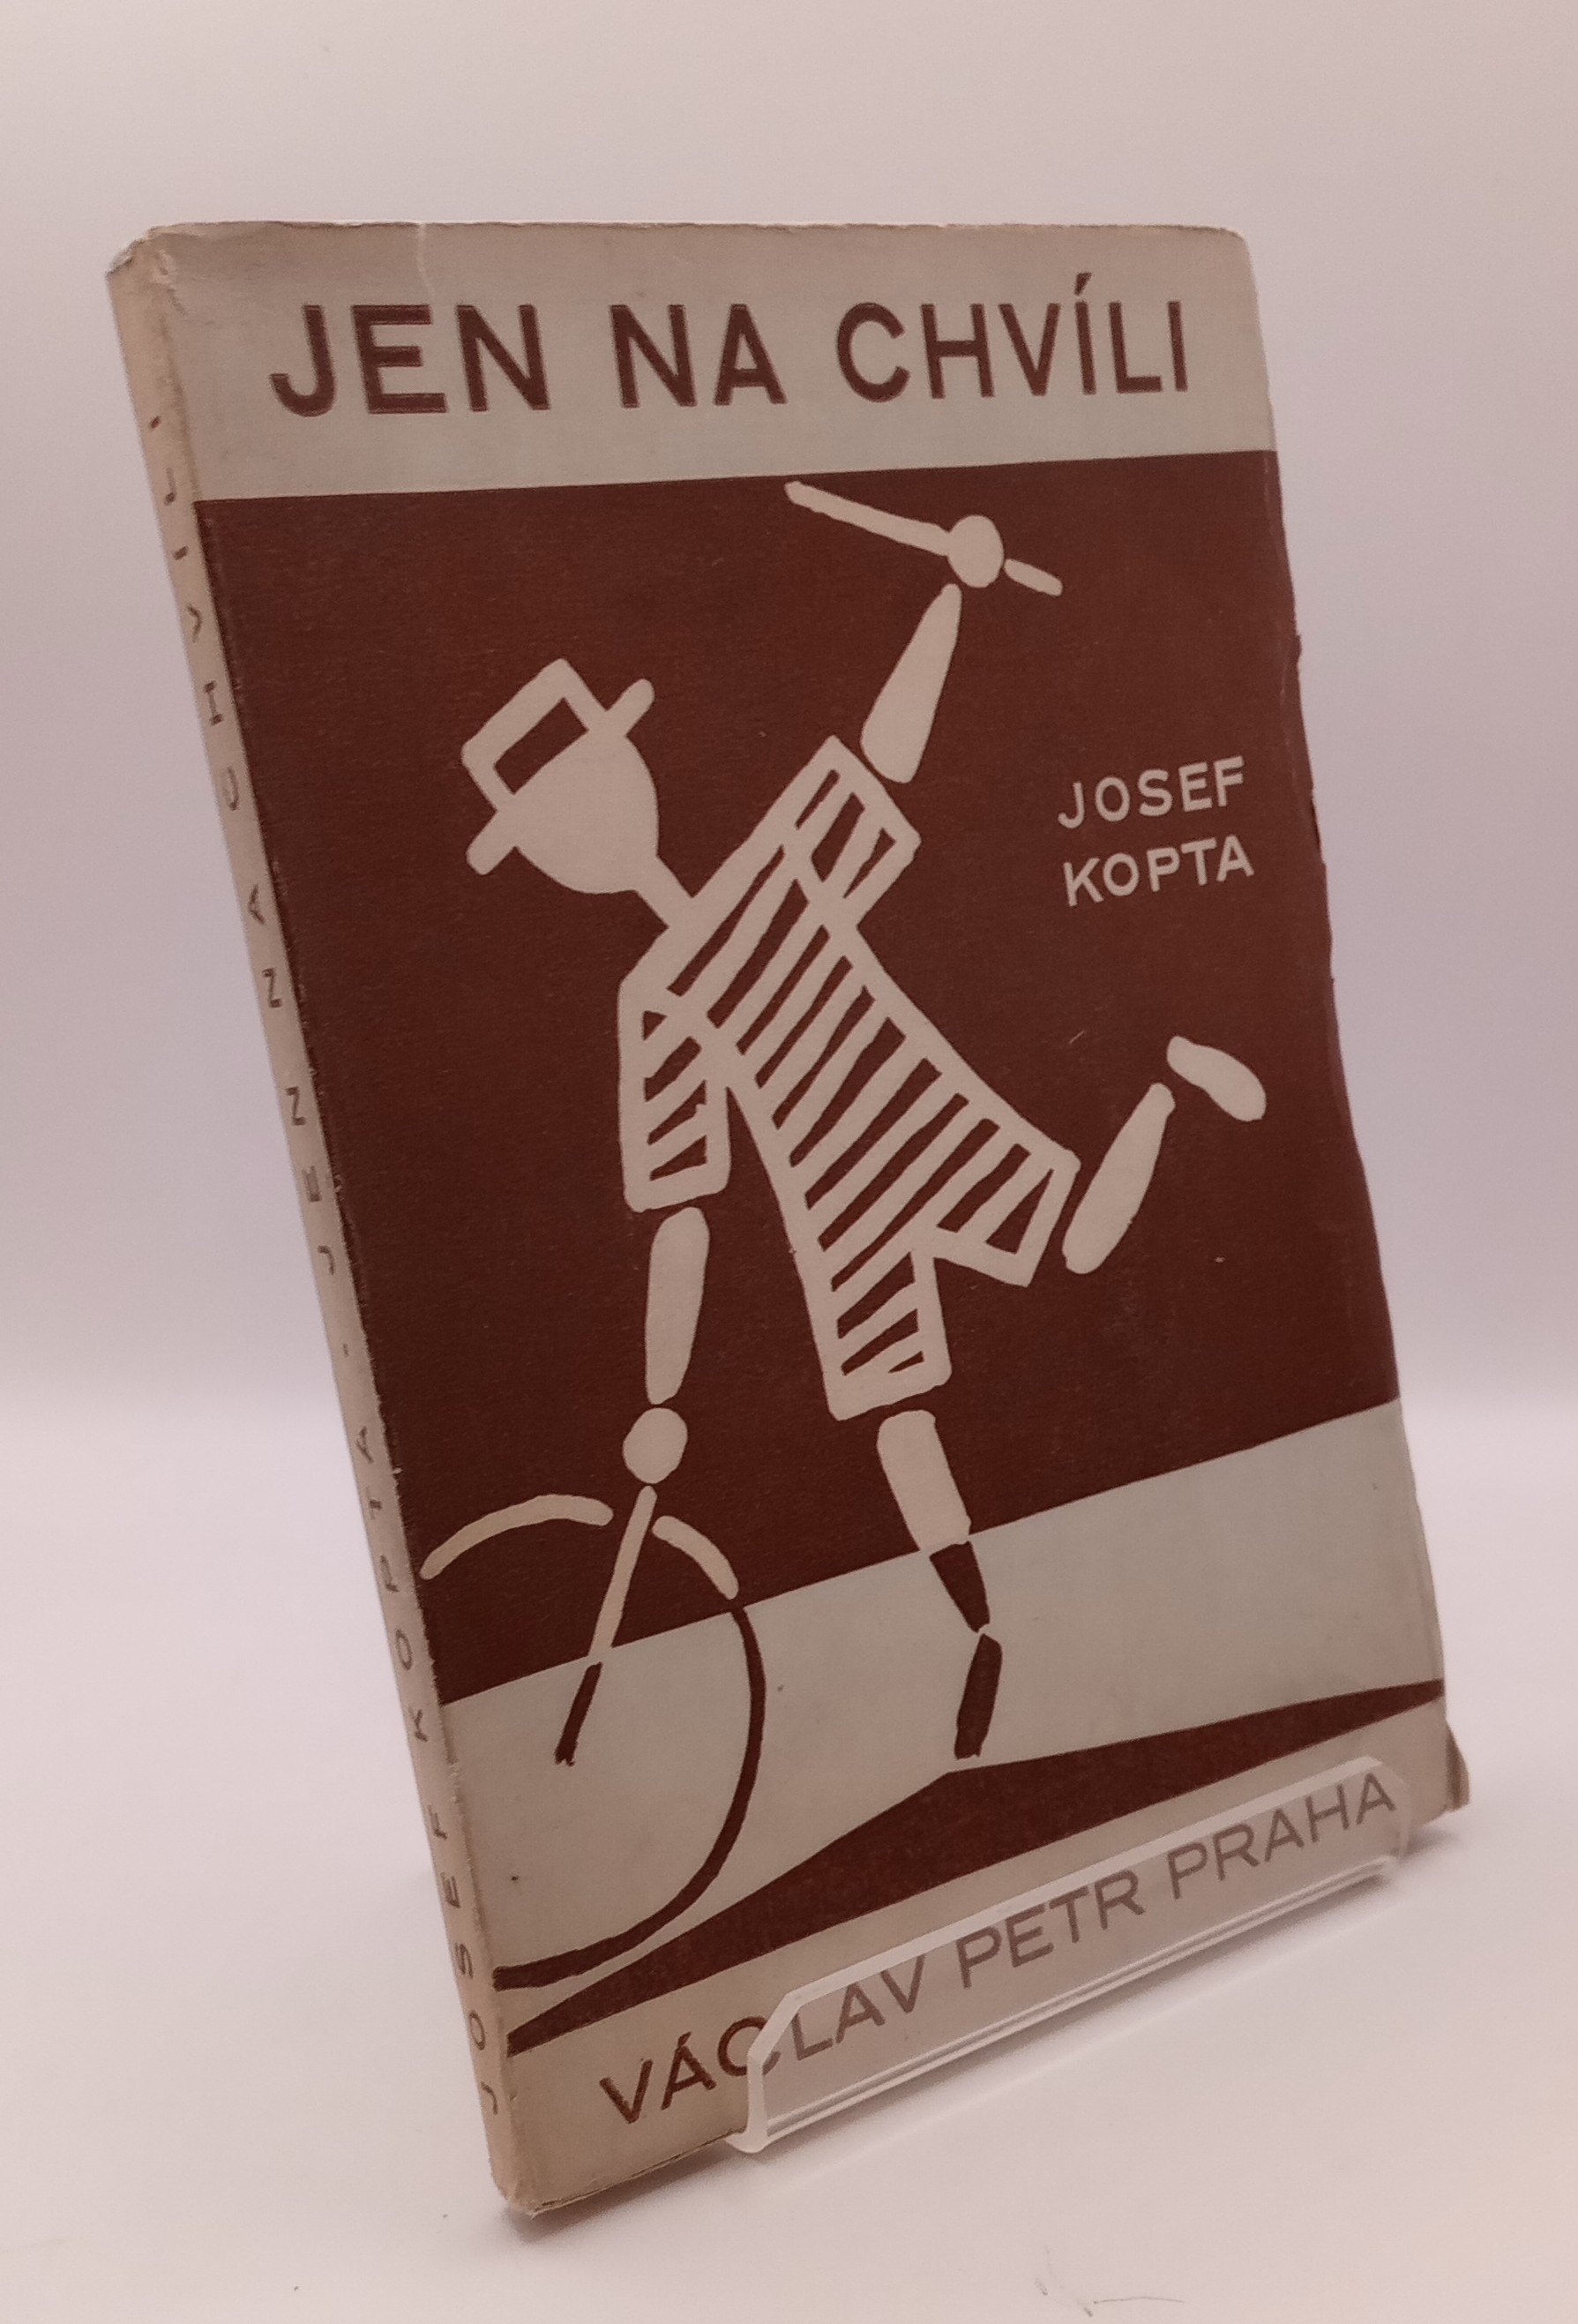 JEN NA CHVÍLI
JOSEF
KOPTA
VÁCLAV PETR PRAHA
JOSEF KOPTA - JEN NA CHVÍLI